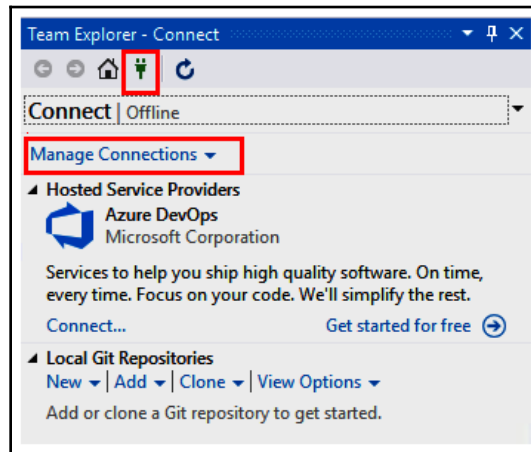 Team Explorer - Connect
Connect | Offline
Manage Connections
Hosted Service Providers
Azure DevOps
Microsoft Corporation
Services to help you ship high quality software. On time,
every time. Focus on your code. We'll simplify the rest.
Connect... Get started for free
Local Git Repositories
New | Add | Clone | View Options
Add or clone a Git repository to get started.